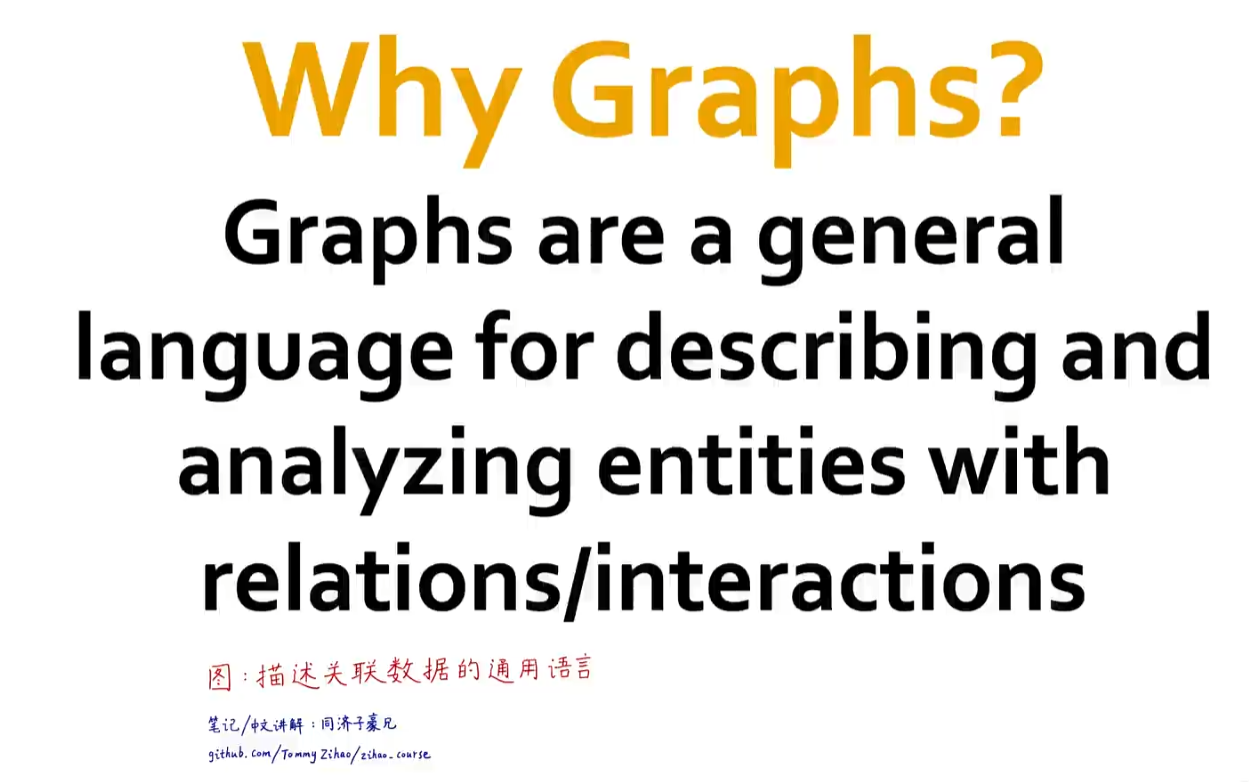 Why Graphs?
Graphs are a general
language for describing and
analyzing entities with
relations/interactions
图:描述关联数据的通用语言
笔记/中文讲解:同济子豪兄
github.com/TommyZihao/zihao_course